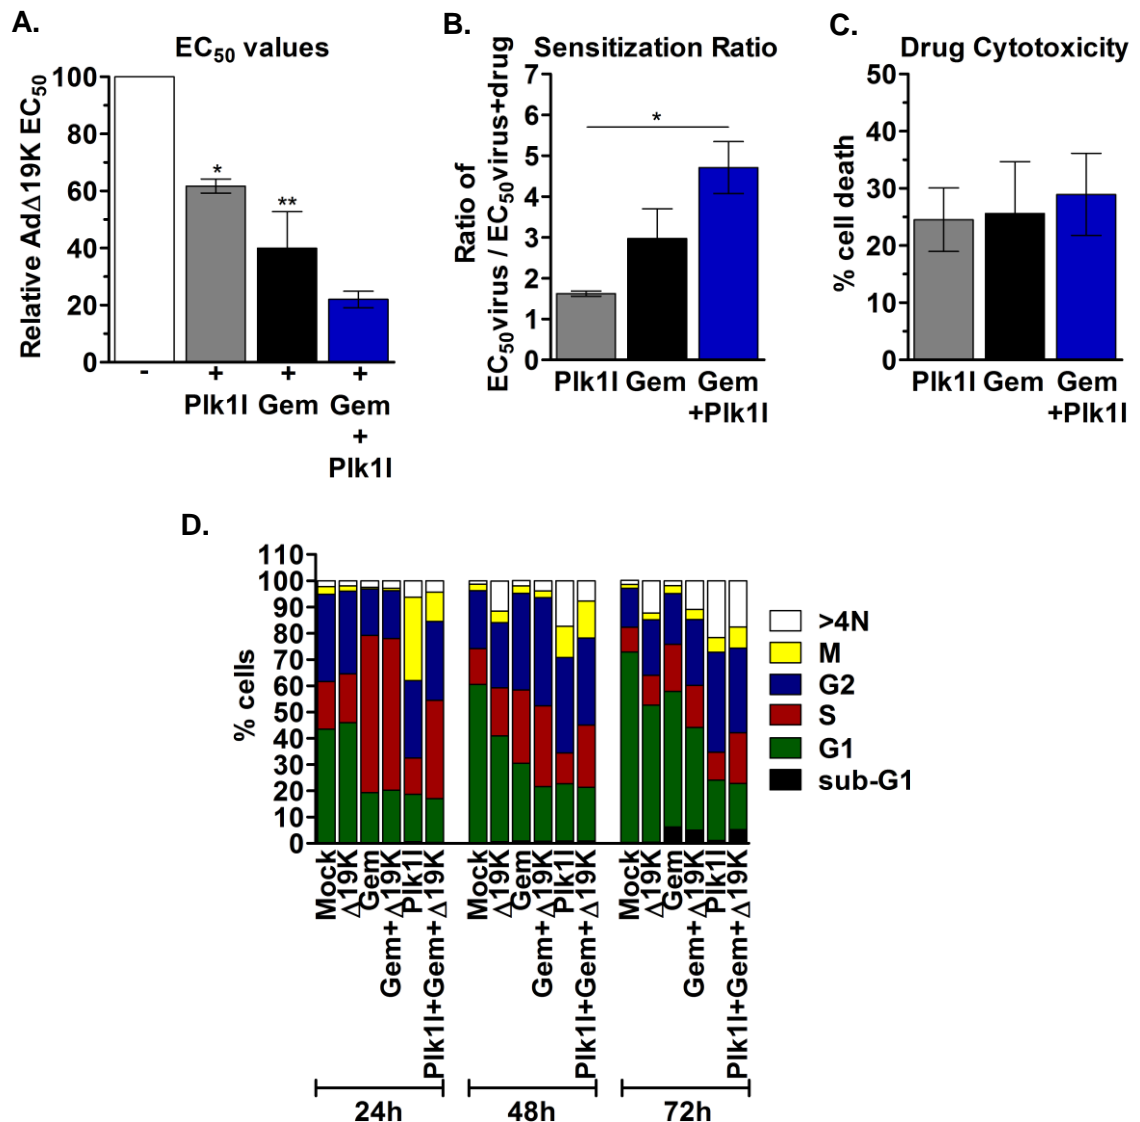 A.
EC50 values
Relative AdΔ19K EC50
100
80
60
40
20
0
*
**
- + + +
Plk1I Gem Gem
+
Plk1I
B.
Sensitization Ratio
Ratio of
EC50virus / EC50virus+drug
7
6
5
4
3
2
1
0
*
Plk1I Gem Gem
+Plk1I
C.
Drug Cytotoxicity
% cell death
50
40
30
20
10
0
Plk1I Gem Gem
+Plk1I
D.
% cells
110
100
90
80
70
60
50
40
30
20
10
0
Mock
Δ19K
Gem
Gem+Δ19K
Plk1I
Plk1I+Gem+Δ19K
24h
Mock
Δ19K
Gem
Gem+Δ19K
Plk1I
Plk1I+Gem+Δ19K
48h
Mock
Δ19K
Gem
Gem+Δ19K
Plk1I
Plk1I+Gem+Δ19K
72h
>4N
M
G2
S
G1
sub-G1